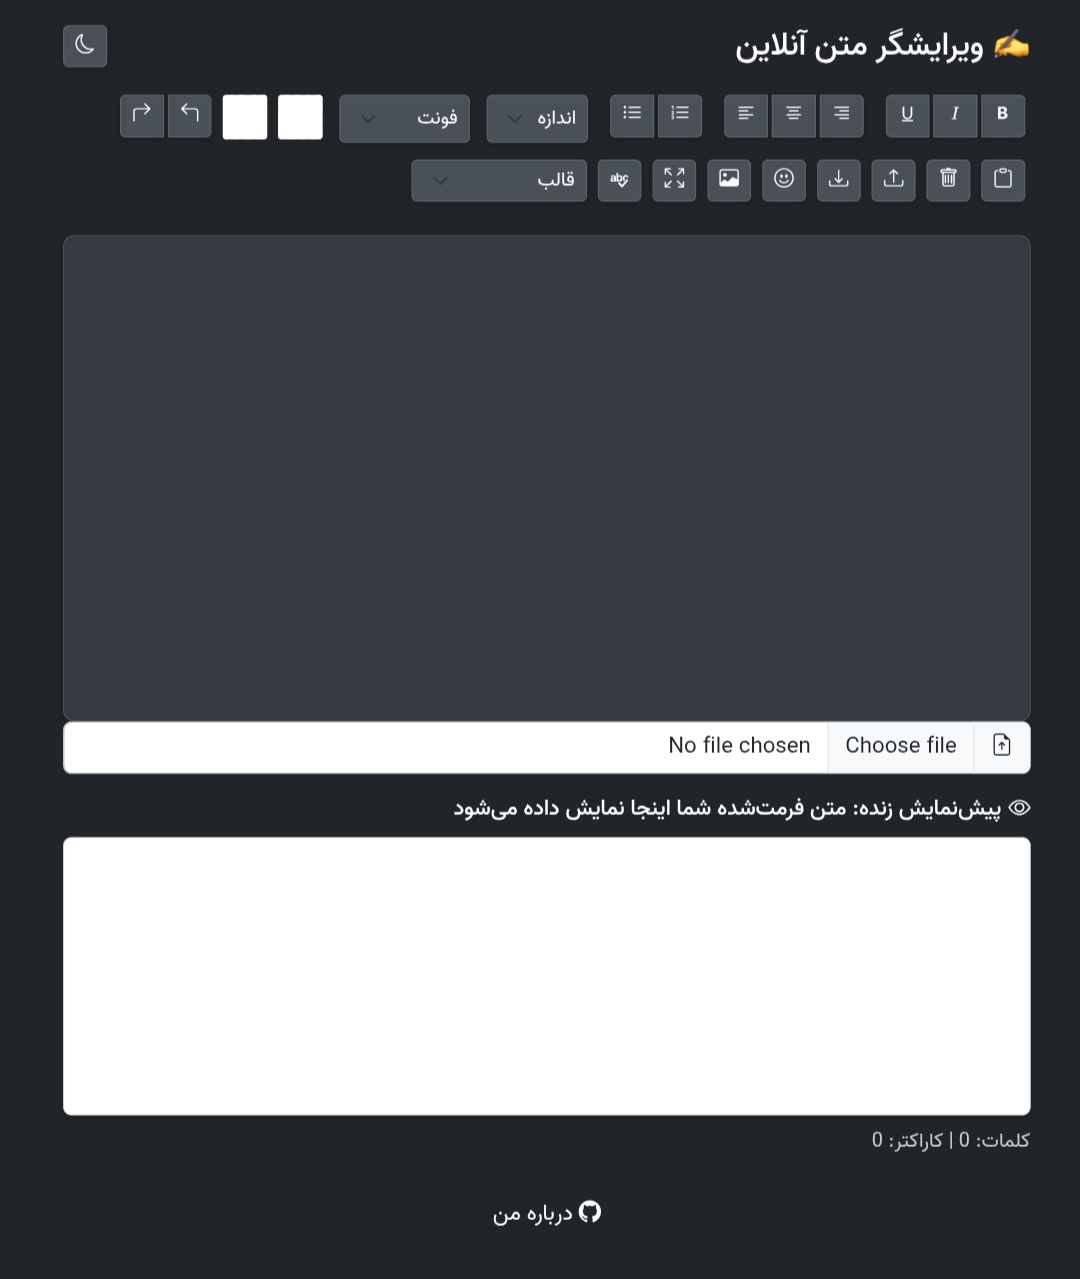 ✍️ ویرایشگر متن آنلاین
B I U اندازه فونت
abc قالب
Choose file No file chosen
پیش‌نمایش زنده: متن فرمت‌شده شما اینجا نمایش داده می‌شود
کلمات: 0 | کاراکتر: 0
درباره من